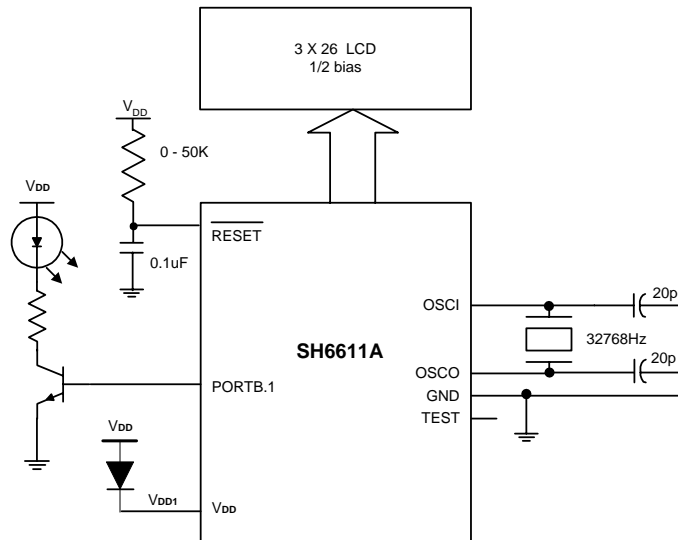 3 X 26 LCD
1/2 bias
VDD
0 - 50K
VDD
RESET
0.1uF
OSCI
20p
32768Hz
SH6611A
20p
OSCO
PORTB.1
GND
TEST
VDD
VDD1
VDD